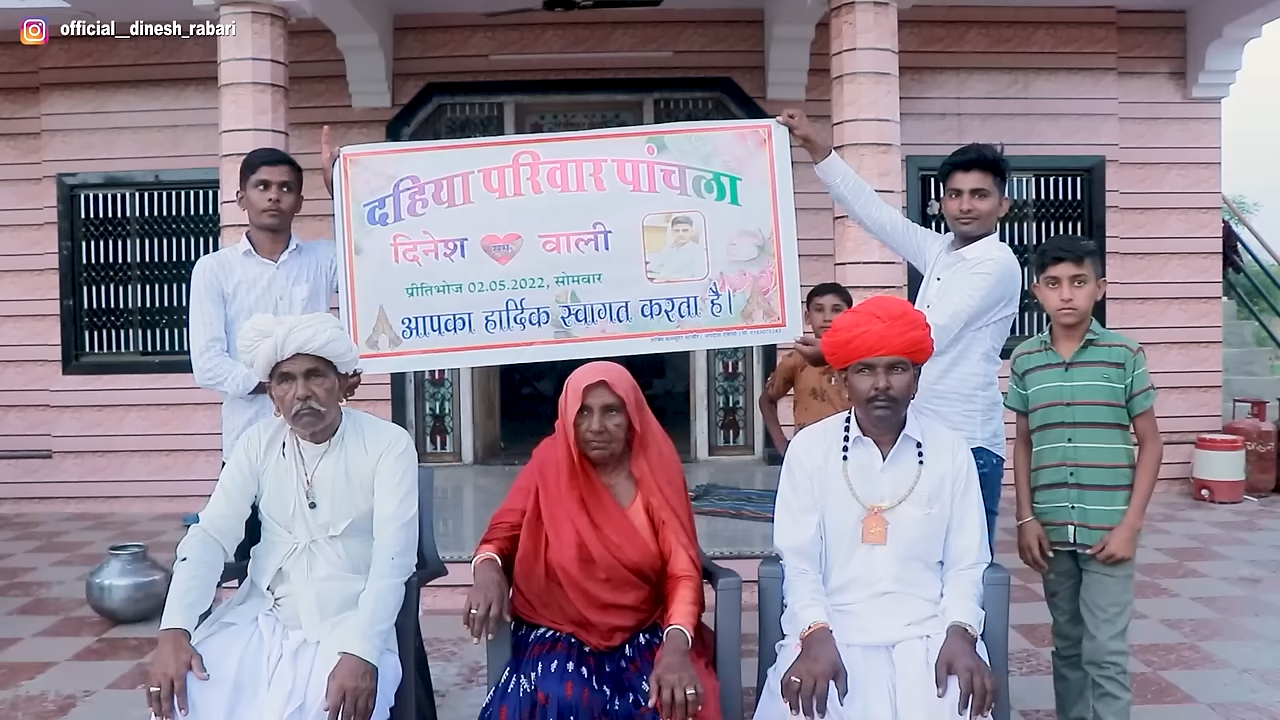 official__dinesh_rabari
दहिया परिवार पांचला
दिनेश संग वाली
प्रीतिभोज 02.05.2022, सोमवार
आपका हार्दिक स्वागत करता है।